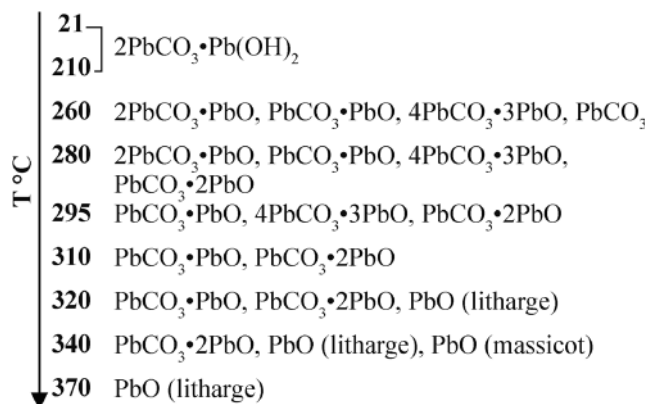 21
2PbCO₃•Pb(OH)₂
210
260 2PbCO₃•PbO, PbCO₃•PbO, 4PbCO₃•3PbO, PbCO₃
280 2PbCO₃•PbO, PbCO₃•PbO, 4PbCO₃•3PbO,
PbCO₃•2PbO
295 PbCO₃•PbO, 4PbCO₃•3PbO, PbCO₃•2PbO
310 PbCO₃•PbO, PbCO₃•2PbO
320 PbCO₃•PbO, PbCO₃•2PbO, PbO (litharge)
340 PbCO₃•2PbO, PbO (litharge), PbO (massicot)
370 PbO (litharge)
T °C